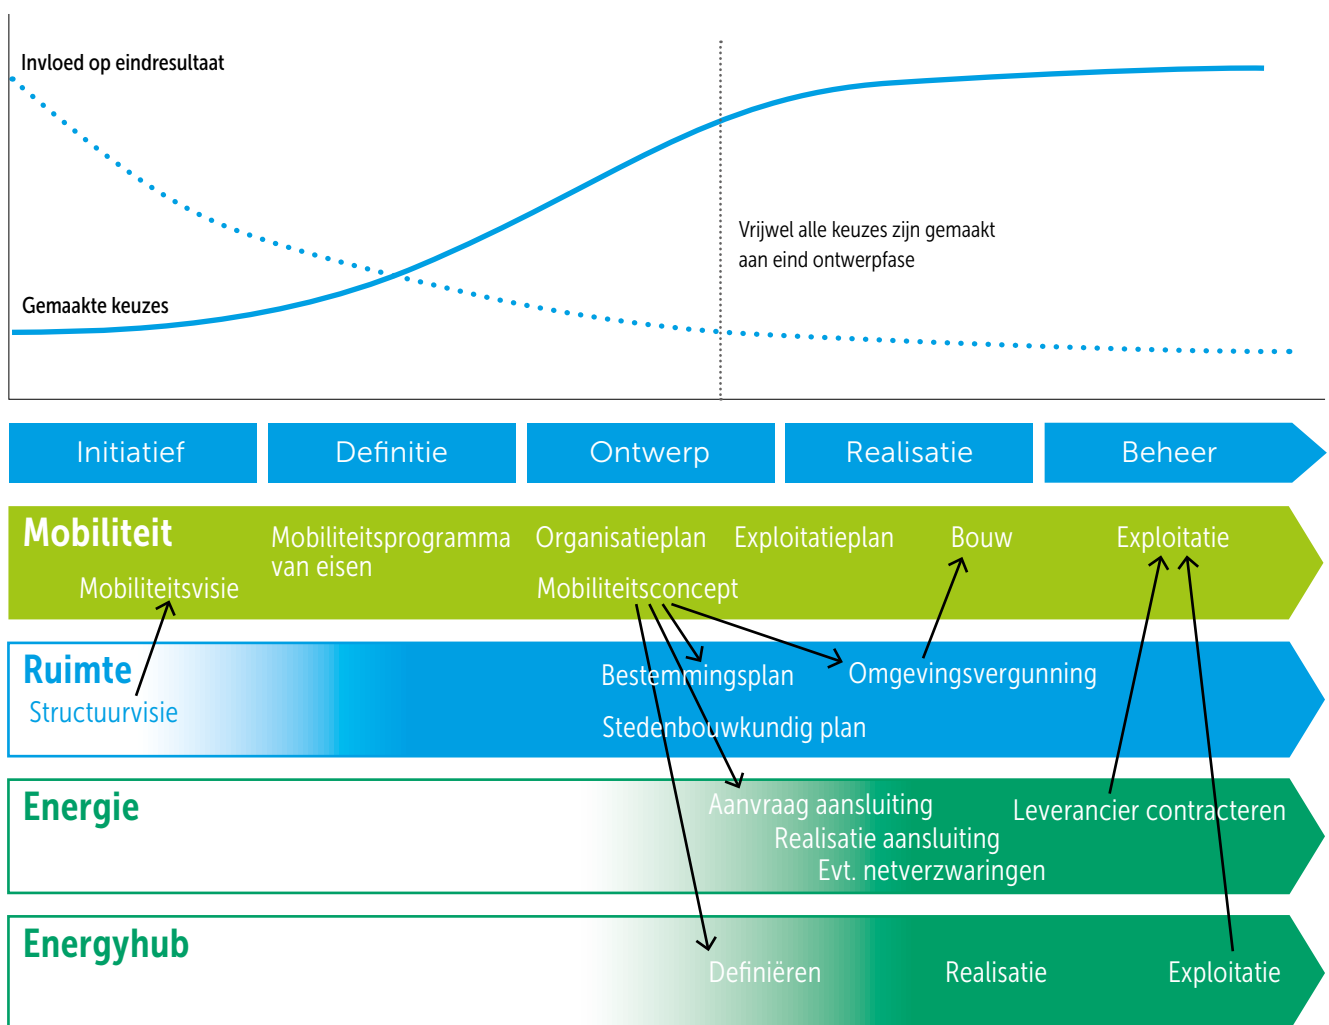 Invloed op eindresultaat
Vrijwel alle keuzes zijn gemaakt
aan eind ontwerpfase
Gemaakte keuzes
Initiatief
Definitie
Ontwerp
Realisatie
Beheer
Mobiliteit
Mobiliteitsvisie
Mobiliteitsprogramma
van eisen
Organisatieplan
Mobiliteitsconcept
Exploitatieplan
Bouw
Exploitatie
Ruimte
Structuurvisie
Bestemmingsplan
Stedenbouwkundig plan
Omgevingsvergunning
Energie
Aanvraag aansluiting
Realisatie aansluiting
Evt. netverzwaringen
Leverancier contracteren
Energyhub
Definiëren
Realisatie
Exploitatie